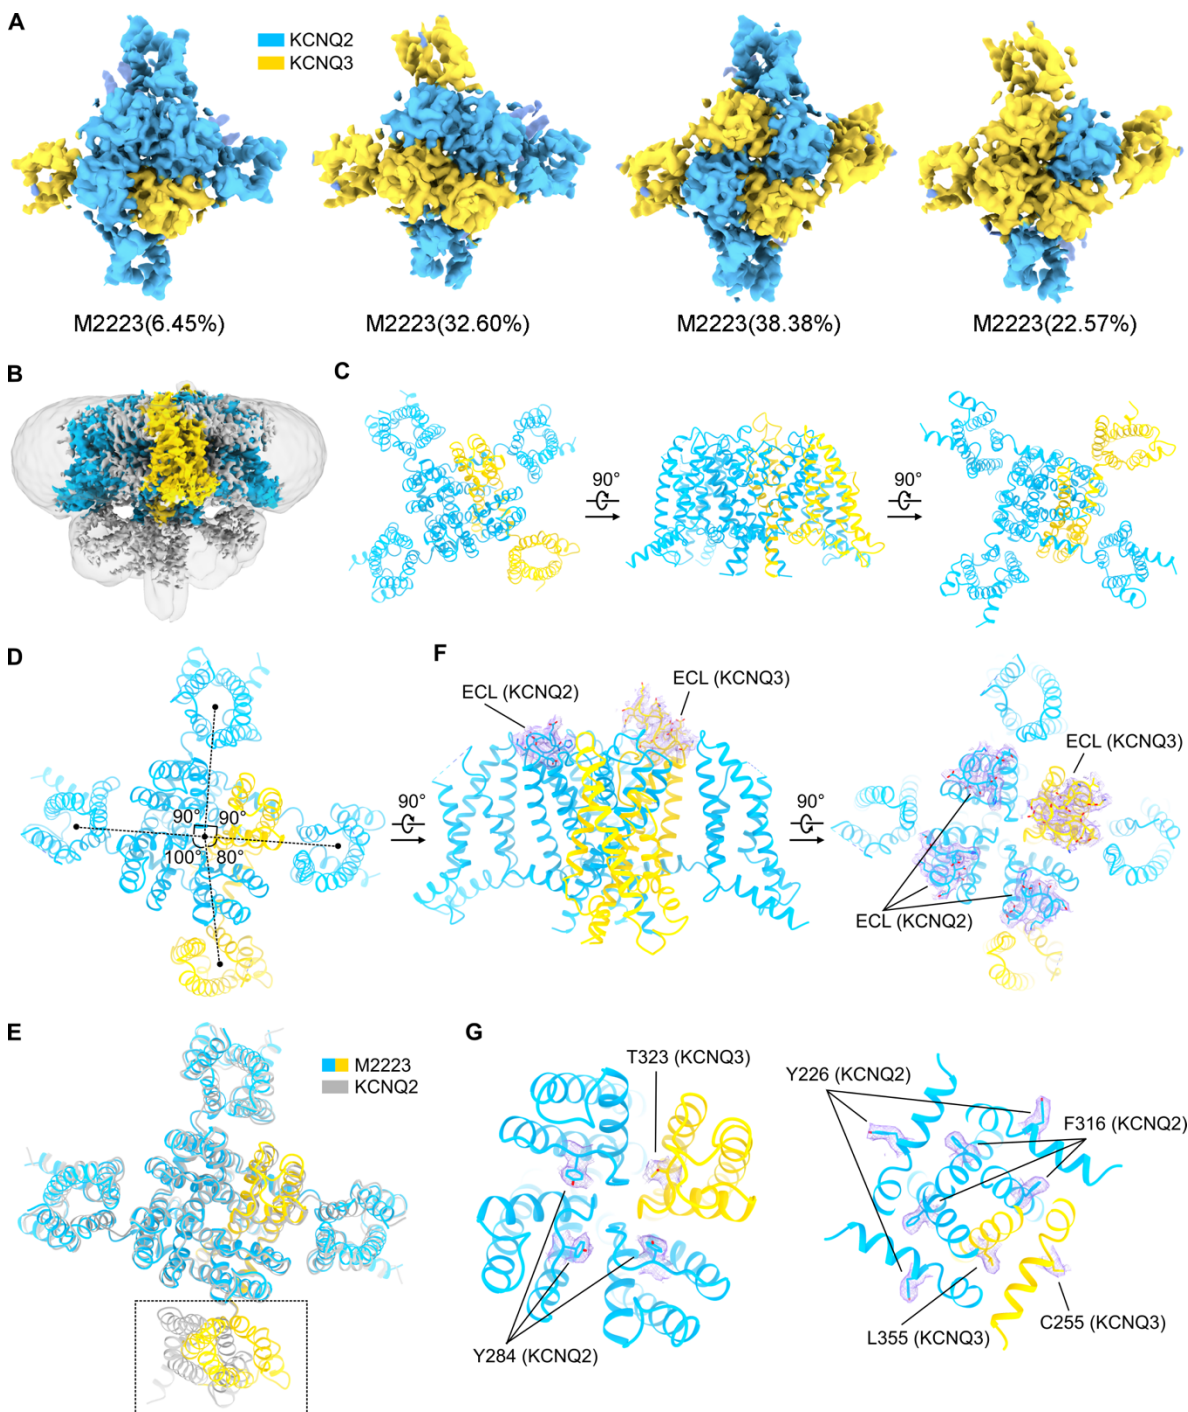 A
KCNQ2
KCNQ3
M2223(6.45%)
M2223(32.60%)
M2223(38.38%)
M2223(22.57%)
B
C
90°
90°
D
90°
90°
100°
80°
90°
F
ECL (KCNQ2)
ECL (KCNQ3)
90°
ECL (KCNQ3)
ECL (KCNQ2)
E
M2223
KCNQ2
G
T323 (KCNQ3)
Y284 (KCNQ2)
Y226 (KCNQ2)
F316 (KCNQ2)
L355 (KCNQ3)
C255 (KCNQ3)